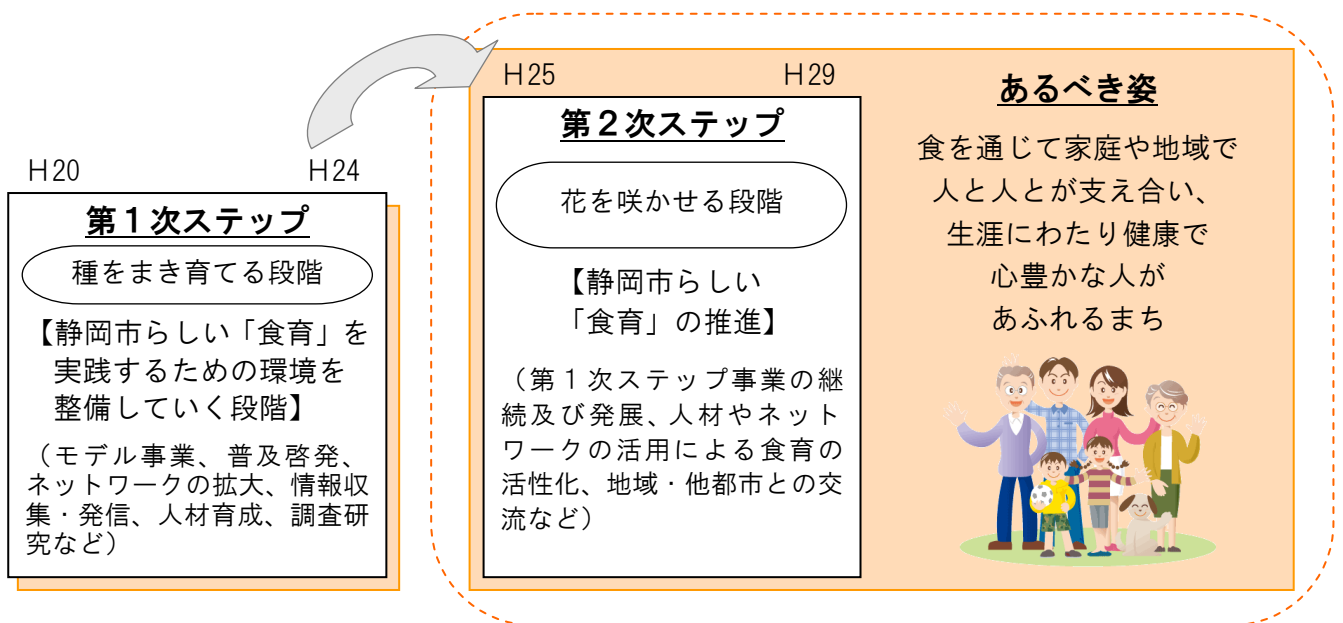 H20 H24
第1次ステップ
種をまき育てる段階
【静岡市らしい「食育」を
実践するための環境を
整備していく段階】
(モデル事業、普及啓発、
ネットワークの拡大、情報収
集・発信、人材育成、調査研
究など)
H25 H29
第2次ステップ
花を咲かせる段階
【静岡市らしい
「食育」の推進】
(第1次ステップ事業の継
続及び発展、人材やネット
ワークの活用による食育の
活性化、地域・他都市との交
流など)
あるべき姿
食を通じて家庭や地域で
人と人とが支え合い、
生涯にわたり健康で
心豊かな人が
あふれるまち